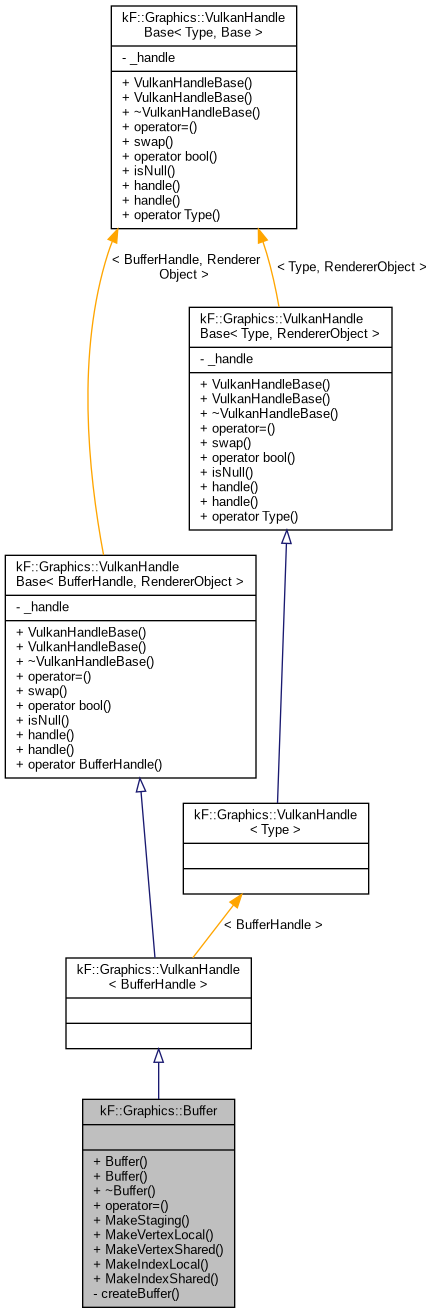 kF::Graphics::VulkanHandle
Base< Type, Base >
- _handle
+ VulkanHandleBase()
+ VulkanHandleBase()
+ ~VulkanHandleBase()
+ operator=()
+ swap()
+ operator bool()
+ isNull()
+ handle()
+ handle()
+ operator Type()
< BufferHandle, Renderer
Object >
< Type, RendererObject >
kF::Graphics::VulkanHandle
Base< Type, RendererObject >
- _handle
+ VulkanHandleBase()
+ VulkanHandleBase()
+ ~VulkanHandleBase()
+ operator=()
+ swap()
+ operator bool()
+ isNull()
+ handle()
+ handle()
+ operator Type()
kF::Graphics::VulkanHandle
Base< BufferHandle, RendererObject >
- _handle
+ VulkanHandleBase()
+ VulkanHandleBase()
+ ~VulkanHandleBase()
+ operator=()
+ swap()
+ operator bool()
+ isNull()
+ handle()
+ handle()
+ operator BufferHandle()
kF::Graphics::VulkanHandle
< Type >
< BufferHandle >
kF::Graphics::VulkanHandle
< BufferHandle >
kF::Graphics::Buffer
+ Buffer()
+ Buffer()
+ ~Buffer()
+ operator=()
+ MakeStaging()
+ MakeVertexLocal()
+ MakeVertexShared()
+ MakeIndexLocal()
+ MakeIndexShared()
- createBuffer()